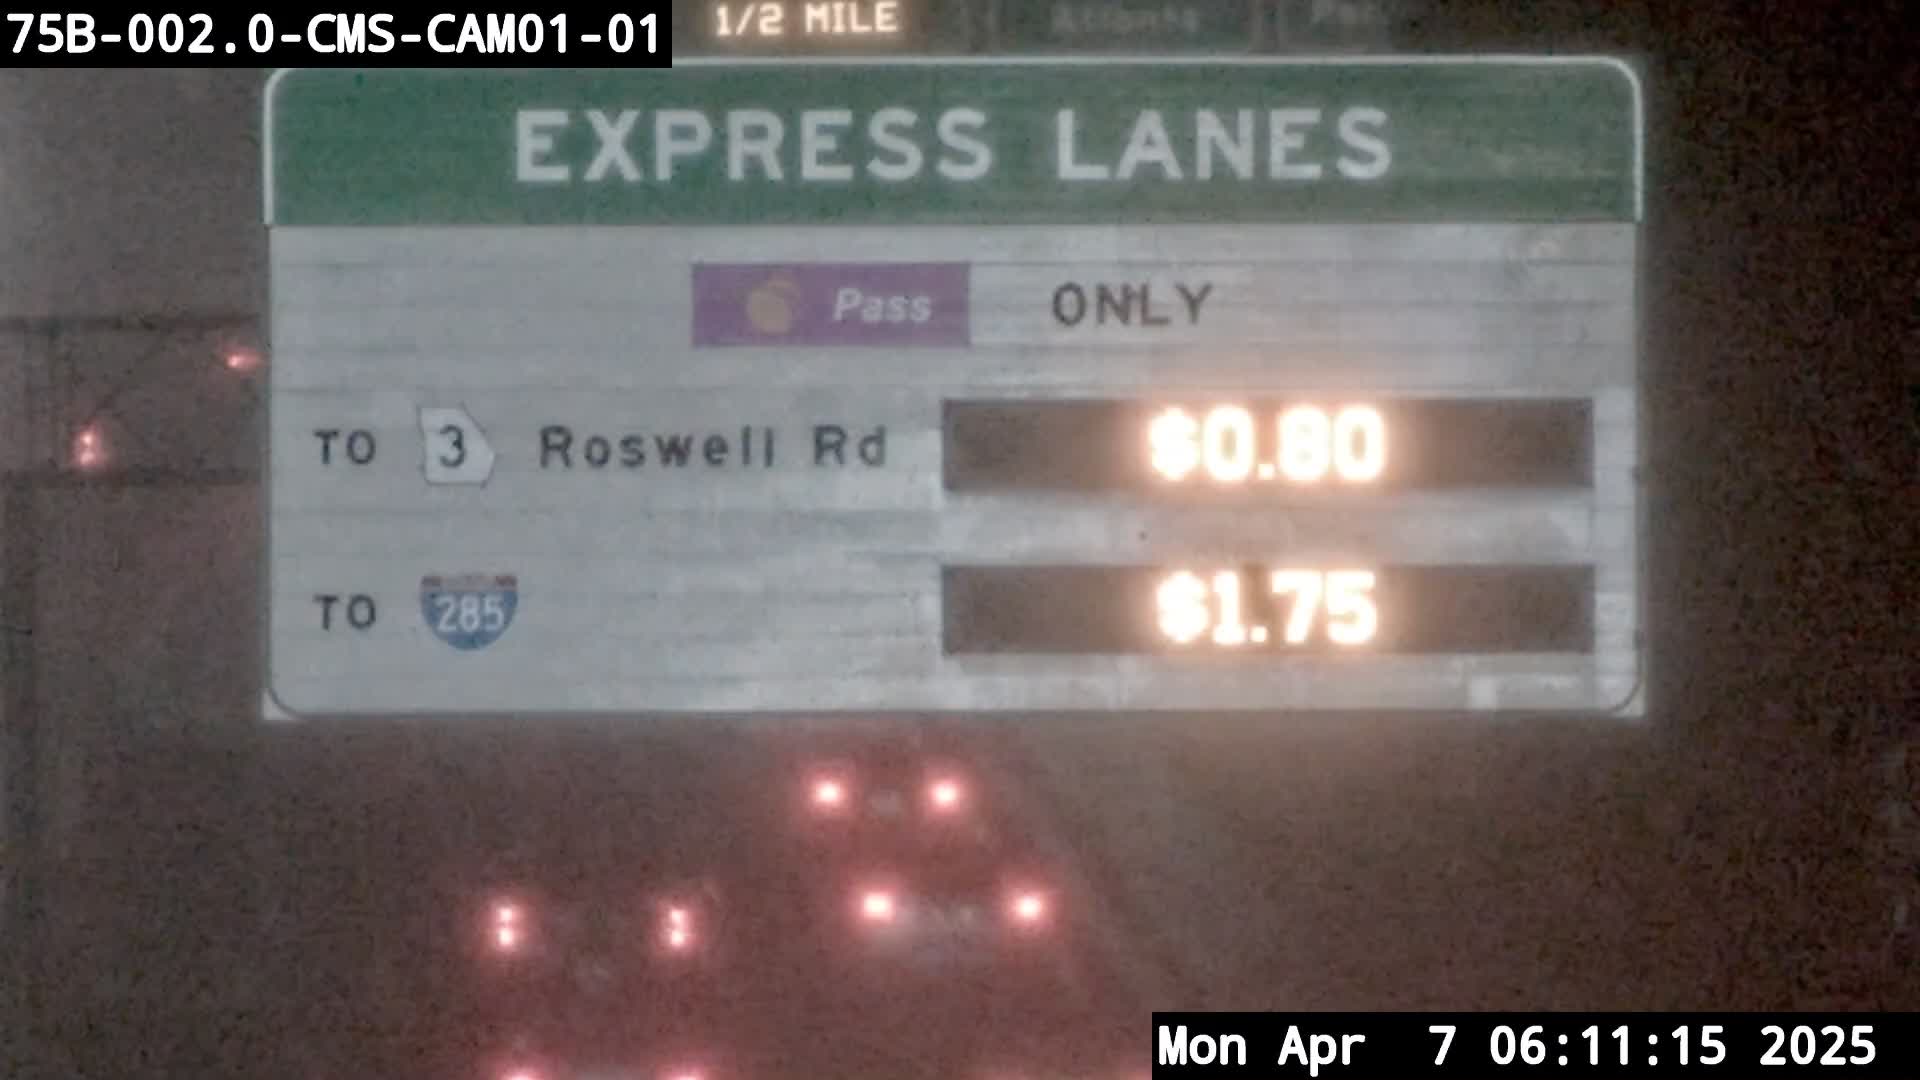 75B-002.0-CMS-CAM01-01
1/2 MILE
Atlanta
EXPRESS LANES
Pass ONLY
TO 3 Roswell Rd $0.80
TO 285 $1.75
Mon Apr 7 06:11:15 2025